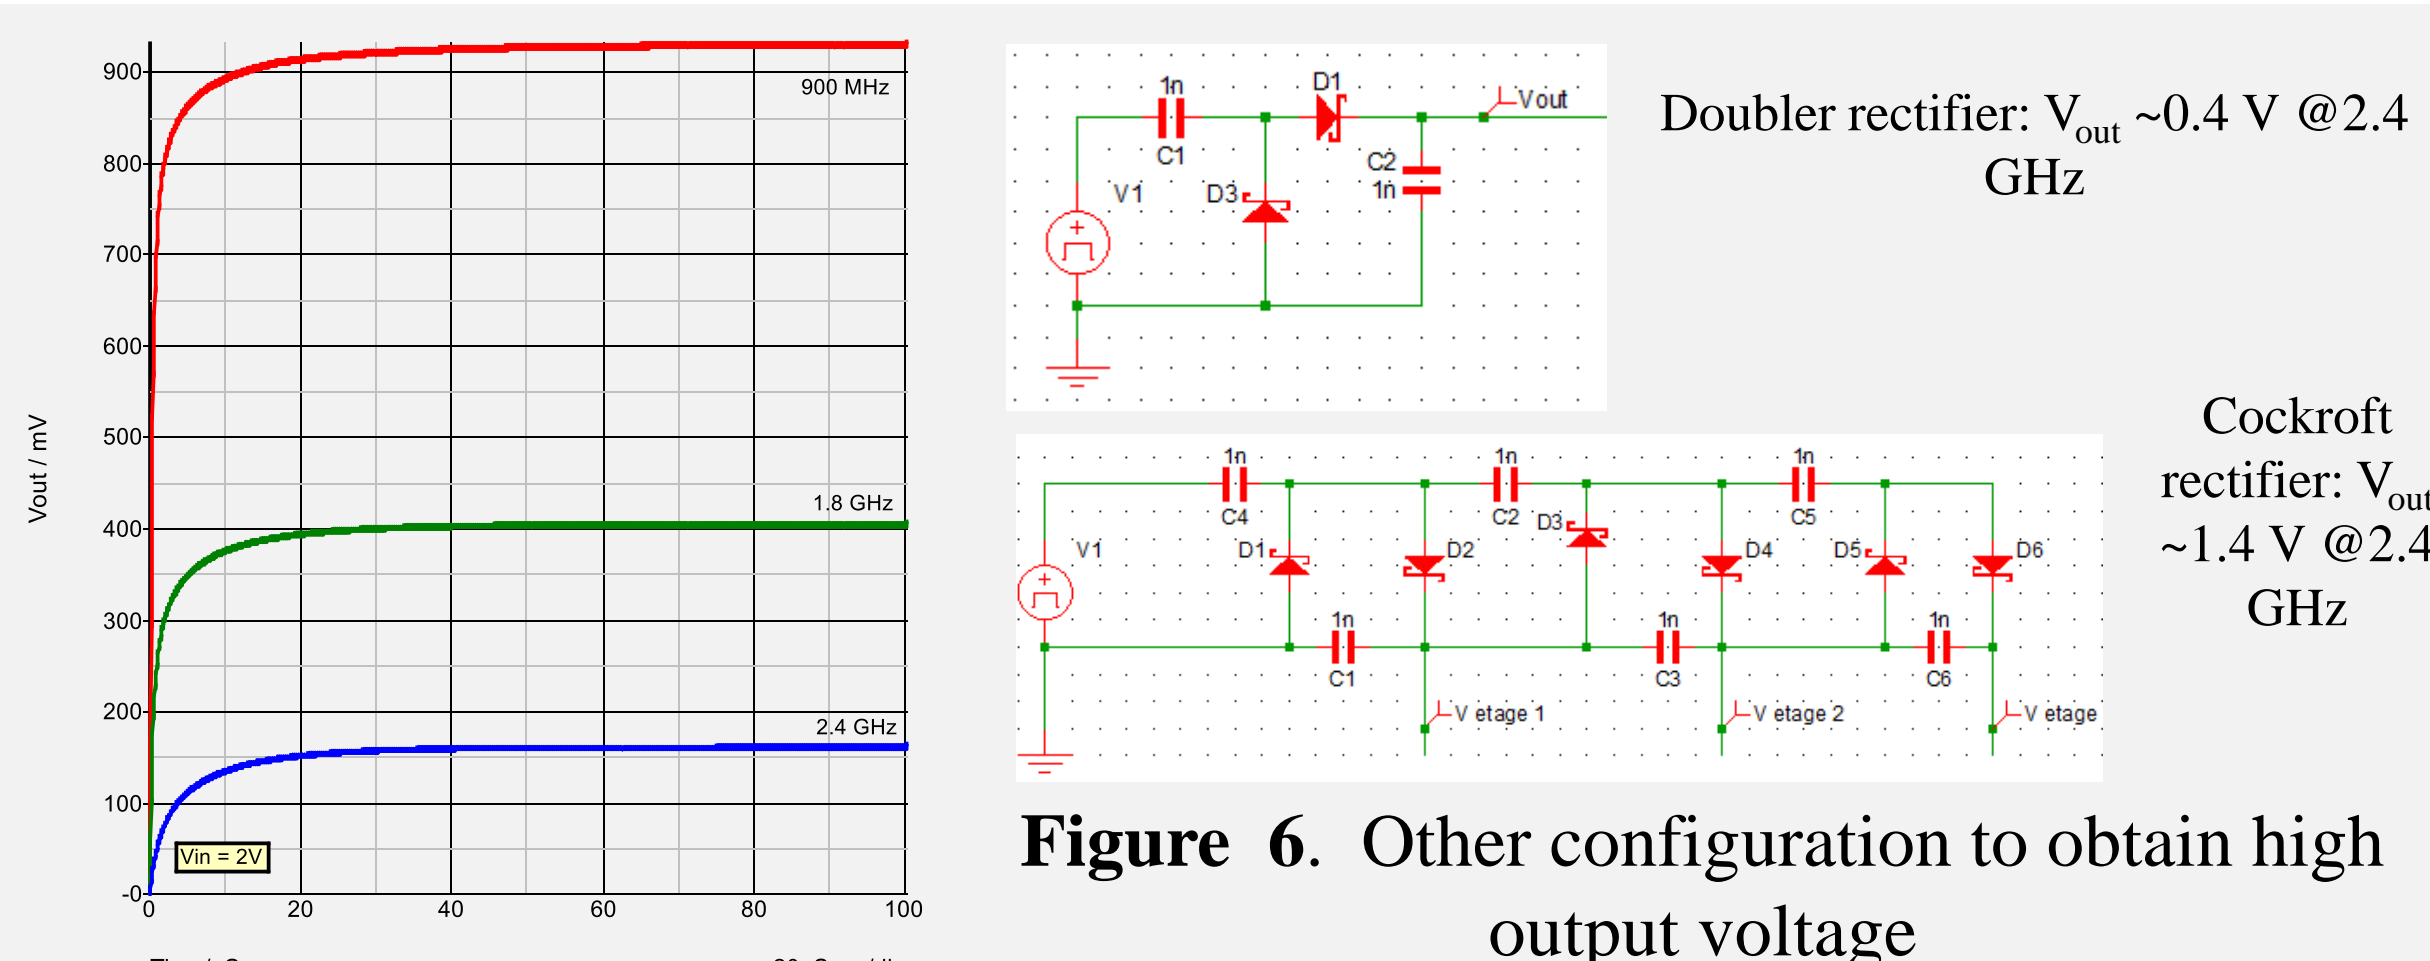 Vout / mV
900
800
700
600
500
400
300
200
100
-0
0 20 40 60 80 100
900 MHz
1.8 GHz
2.4 GHz
Vin = 2V
1n
C1
D1
Vout
C2
1n
V1
D3
Doubler rectifier: Vout ~0.4 V @2.4
GHz
1n 1n 1n
C4 C2 D3 C5
V1 D1 D2 D4 D5 D6
1n 1n 1n
C1 C3 C6
V etage 1 V etage 2 V etage
Cockroft
rectifier: Vout
~1.4 V @2.4
GHz
Figure 6. Other configuration to obtain high
output voltage